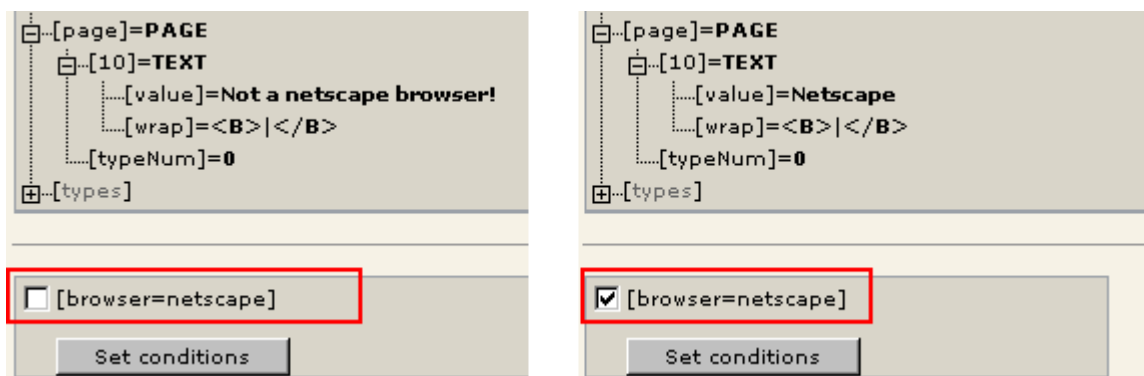 [page]=PAGE
[10]=TEXT
[value]=Not a netscape browser!
[wrap]=<B>|</B>
[typeNum]=0
[types]
[browser=netscape]
Set conditions
[page]=PAGE
[10]=TEXT
[value]=Netscape
[wrap]=<B>|</B>
[typeNum]=0
[types]
[browser=netscape]
Set conditions